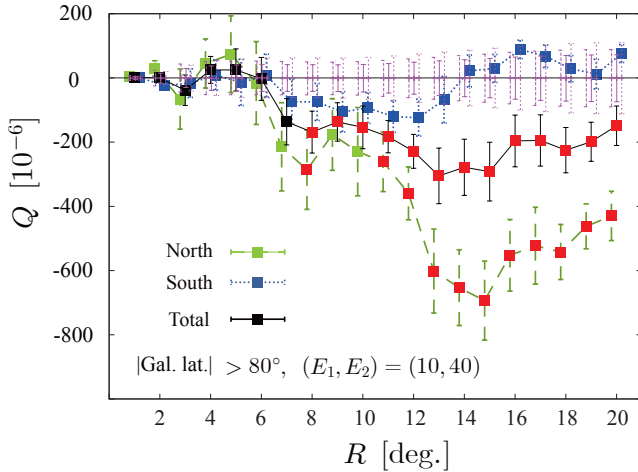 200
0
-200
-400
-600
-800
Q [10⁻⁶]
North
South
Total
|Gal. lat.| > 80°, (E₁, E₂) = (10, 40)
0 2 4 6 8 10 12 14 16 18 20
R [deg.]